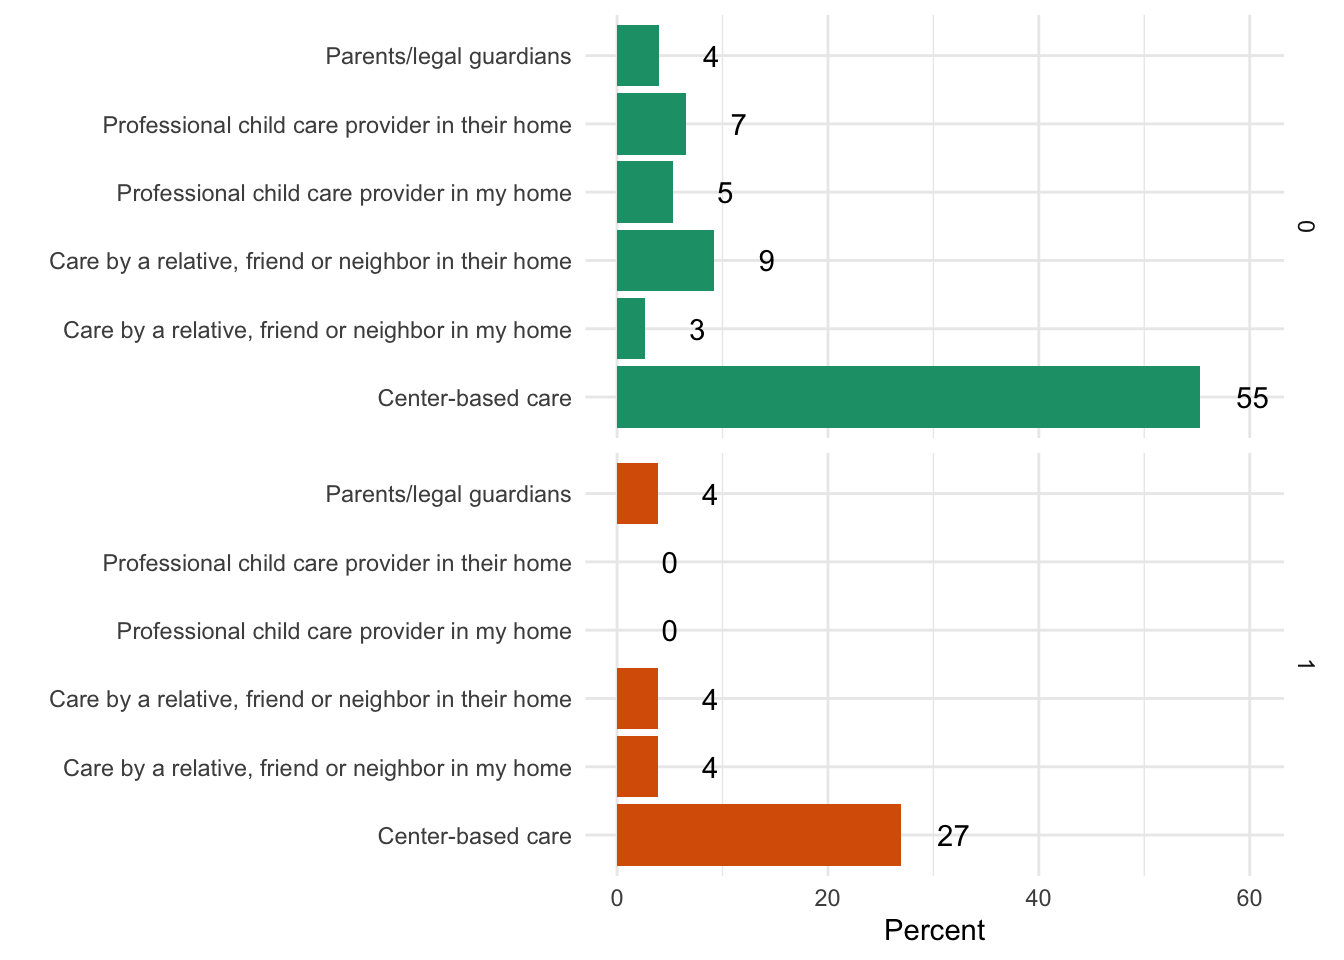 Parents/legal guardians 4
Professional child care provider in their home 7
Professional child care provider in my home 5
Care by a relative, friend or neighbor in their home 9
Care by a relative, friend or neighbor in my home 3
Center-based care 55
0
Parents/legal guardians 4
Professional child care provider in their home 0
Professional child care provider in my home 0
Care by a relative, friend or neighbor in their home 4
Care by a relative, friend or neighbor in my home 4
Center-based care 27
1
0 20 40 60
Percent